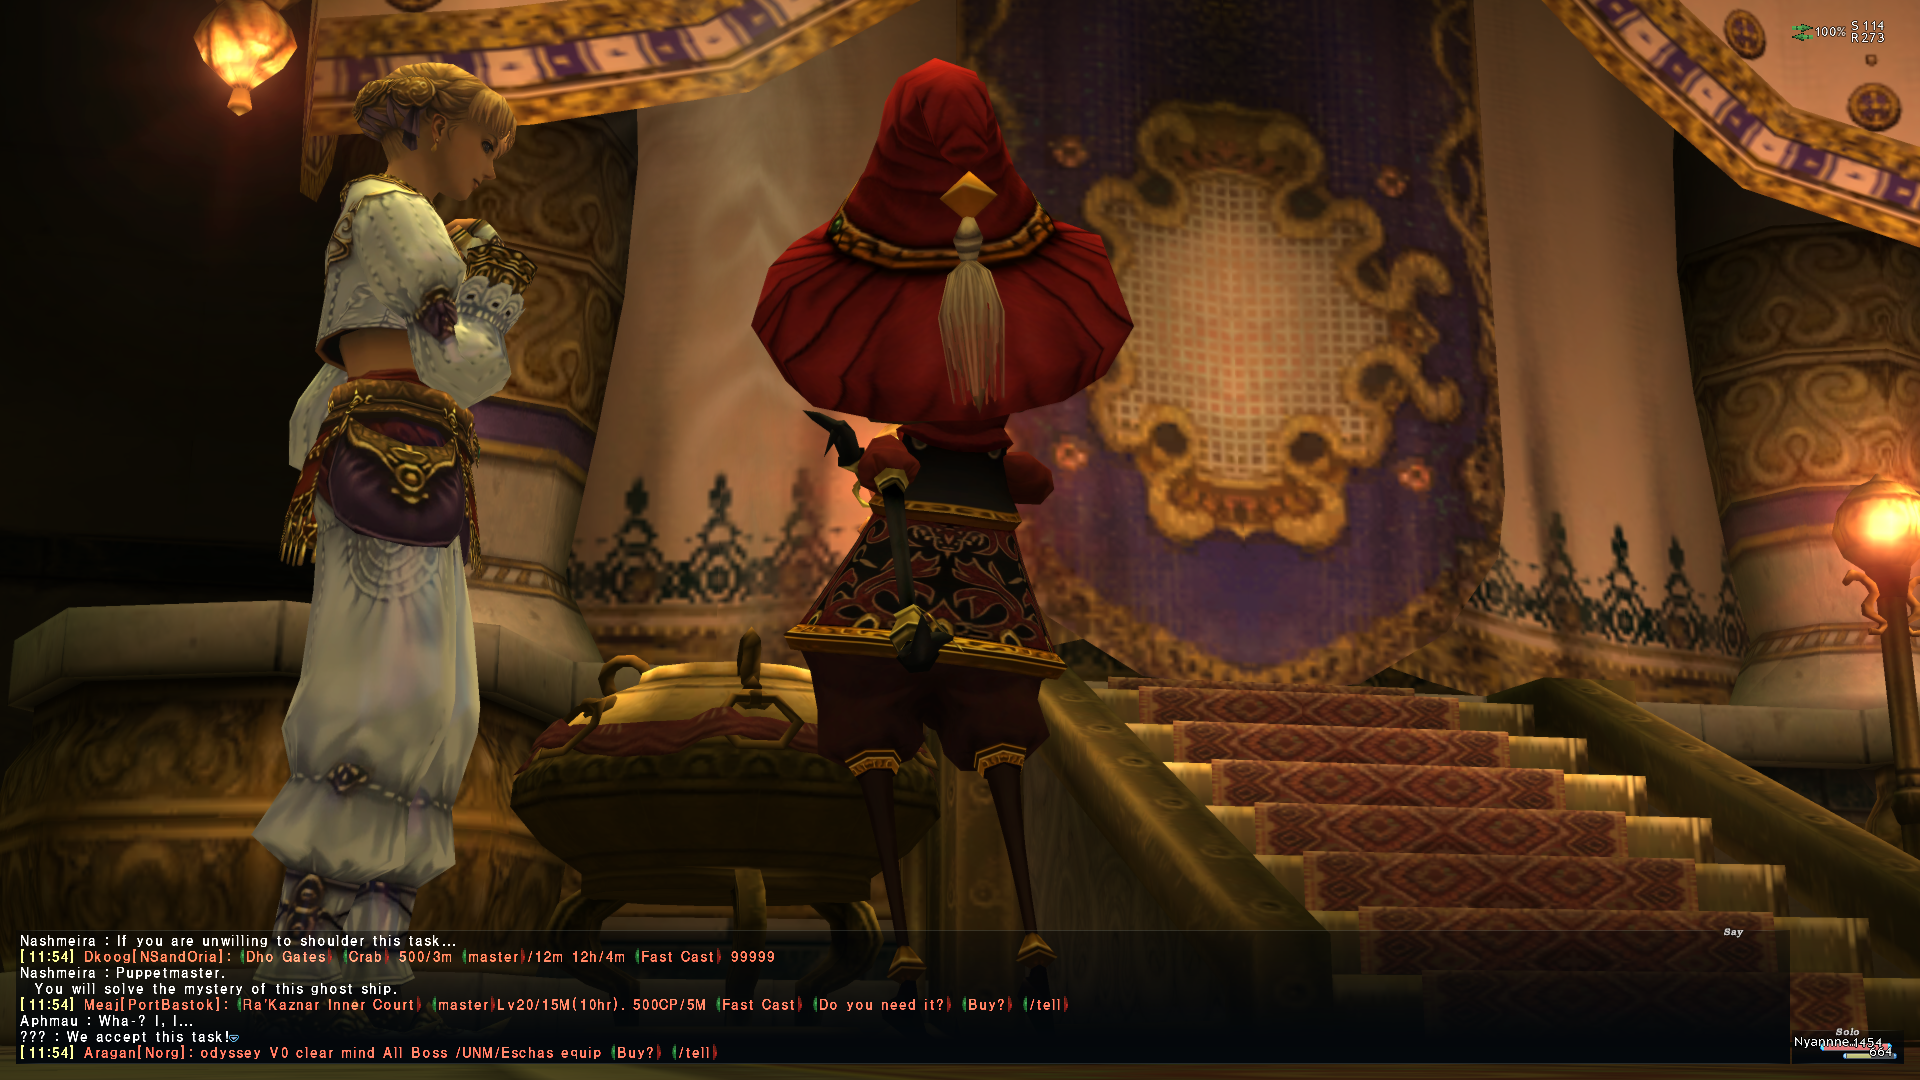 100% S 114
R 273
Say
Nashmeira : If you are unwilling to shoulder this task...
[11:54] Dkoog[NSandOria]: Dho Gates Crab 500/3m master/12m 12h/4m Fast Cast 99999
Nashmeira : Puppetmaster.
You will solve the mystery of this ghost ship.
[11:54] Meaj[PortBastok]: Ra'Kaznar Inner Court master Lv20/15M(10hr). 500CP/5M Fast Cast Do you need it? Buy? /tell
Aphmau : Wha-? I, I...
??? : We accept this task!
[11:54] Aragan[Norg]: odyssey V0 clear mind All Boss /UNM/Eschas equip Buy? /tell
Solo
Nyannne 1454
664